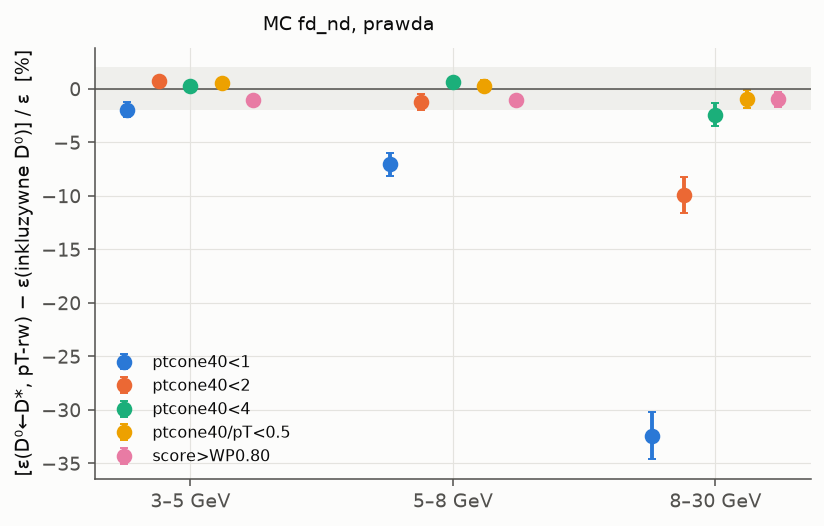 MC fd_nd, prawda
[ε(D⁰←D*, pT-rw) − ε(inkluzywne D⁰)] / ε  [%]
0
−5
−10
−15
−20
−25
−30
−35
ptcone40<1
ptcone40<2
ptcone40<4
ptcone40/pT<0.5
score>WP0.80
3–5 GeV
5–8 GeV
8–30 GeV